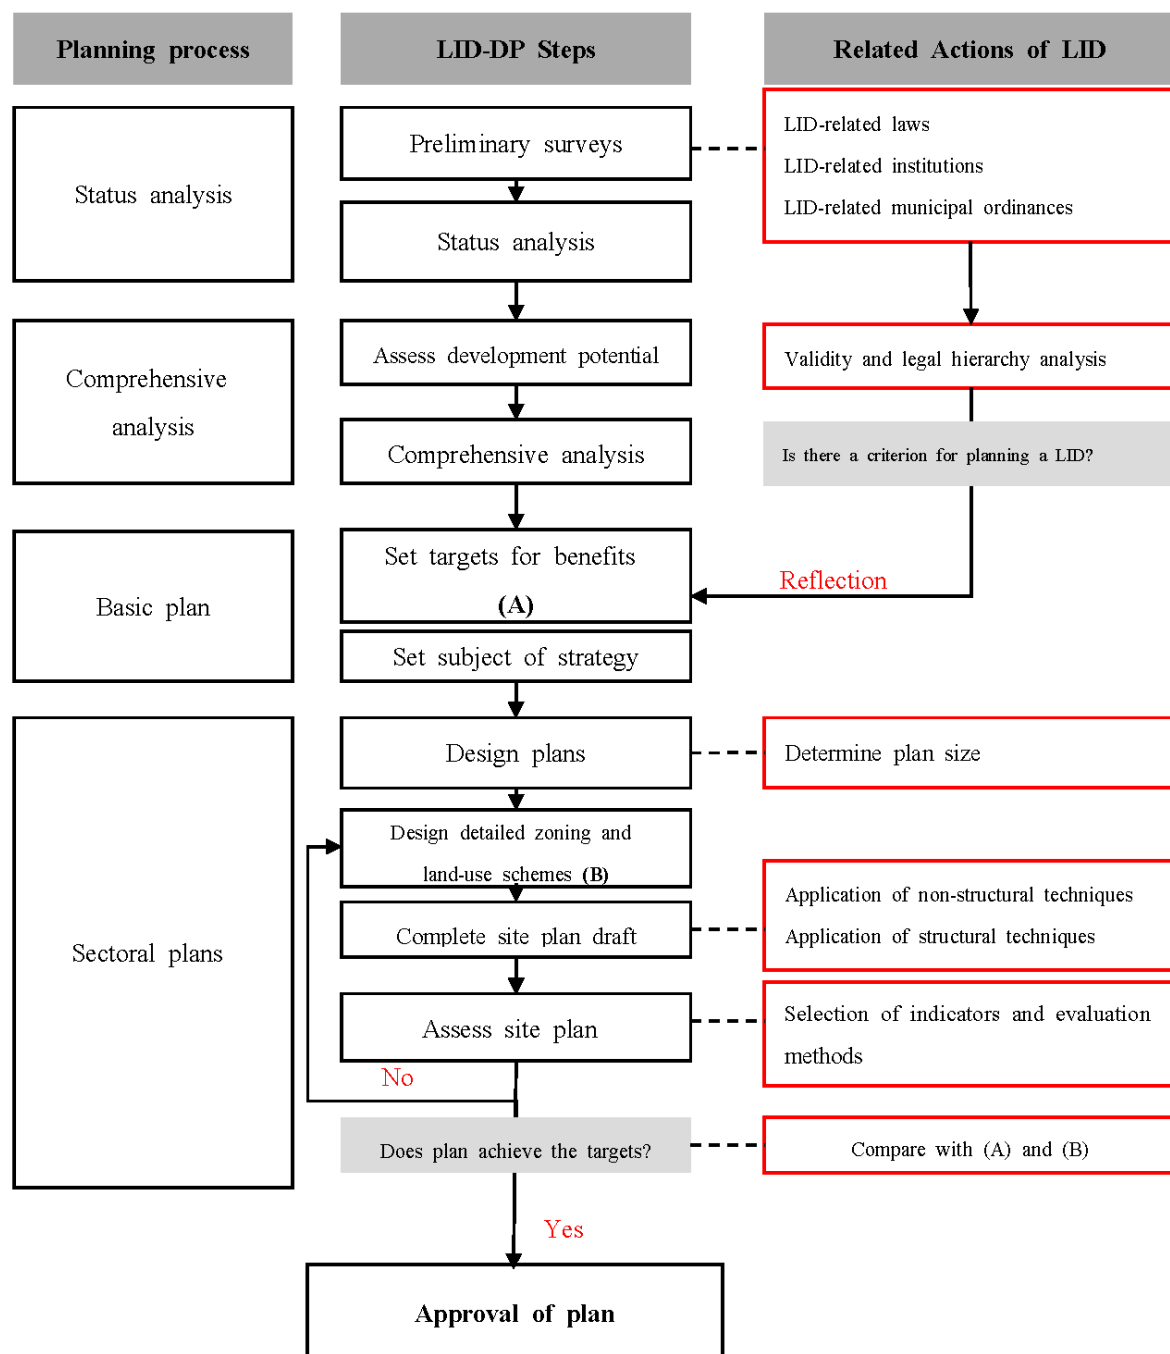 Planning process
LID-DP Steps
Related Actions of LID
Status analysis
Preliminary surveys
Status analysis
LID-related laws
LID-related institutions
LID-related municipal ordinances
Comprehensive
analysis
Assess development potential
Comprehensive analysis
Validity and legal hierarchy analysis
Is there a criterion for planning a LID?
Basic plan
Set targets for benefits
(A)
Reflection
Set subject of strategy
Sectoral plans
Design plans
Determine plan size
Design detailed zoning and
land-use schemes (B)
Complete site plan draft
Application of non-structural techniques
Application of structural techniques
Assess site plan
Selection of indicators and evaluation
methods
No
Does plan achieve the targets?
Compare with (A) and (B)
Yes
Approval of plan